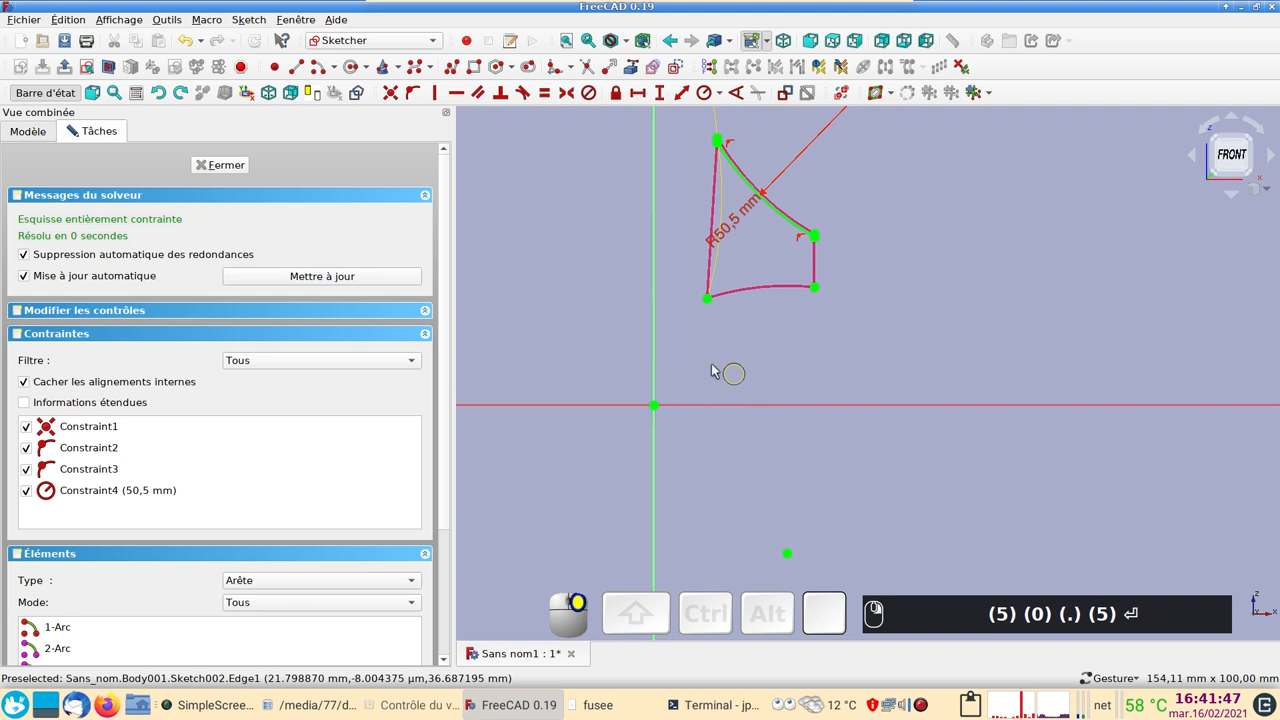 FreeCAD 0.19
Fichier Édition Affichage Outils Macro Sketch Fenêtre Aide
Sketcher
Barre d'état
Vue combinée
Modèle
Tâches
Fermer
Messages du solveur
Esquisse entièrement contrainte
Résolu en 0 secondes
Suppression automatique des redondances
Mise à jour automatique
Mettre à jour
Modifier les contrôles
Contraintes
Filtre :
Tous
Cacher les alignements internes
Informations étendues
Constraint1
Constraint2
Constraint3
Constraint4 (50,5 mm)
Éléments
Type :
Arête
Mode:
Tous
1-Arc
2-Arc
R50,5 mm
Z
FRONT
x
Ctrl
Alt
(5) (0) (.) (5) ⏎
Sans nom1 : 1*
Preselected: Sans_nom.Body001.Sketch002.Edge1 (21.798870 mm,-8.004375 µm,36.687195 mm)
Gesture
154,11 mm x 100,00 mm
SimpleScree...
/media/77/d...
Contrôle du v...
FreeCAD 0.19
fusee
Terminal - jp...
12 °C
net
58 °C
16:41:47
mar.16/02/2021